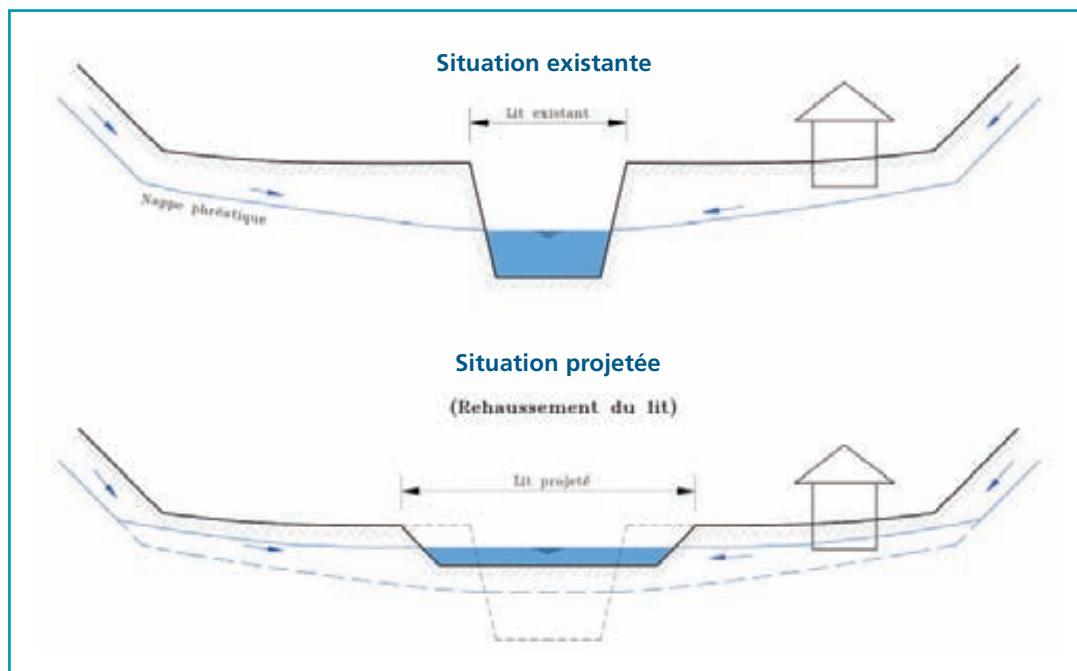 Situation existante
Lit existant
Nappe phréatique
Situation projetée
(Rehaussement du lit)
Lit projeté